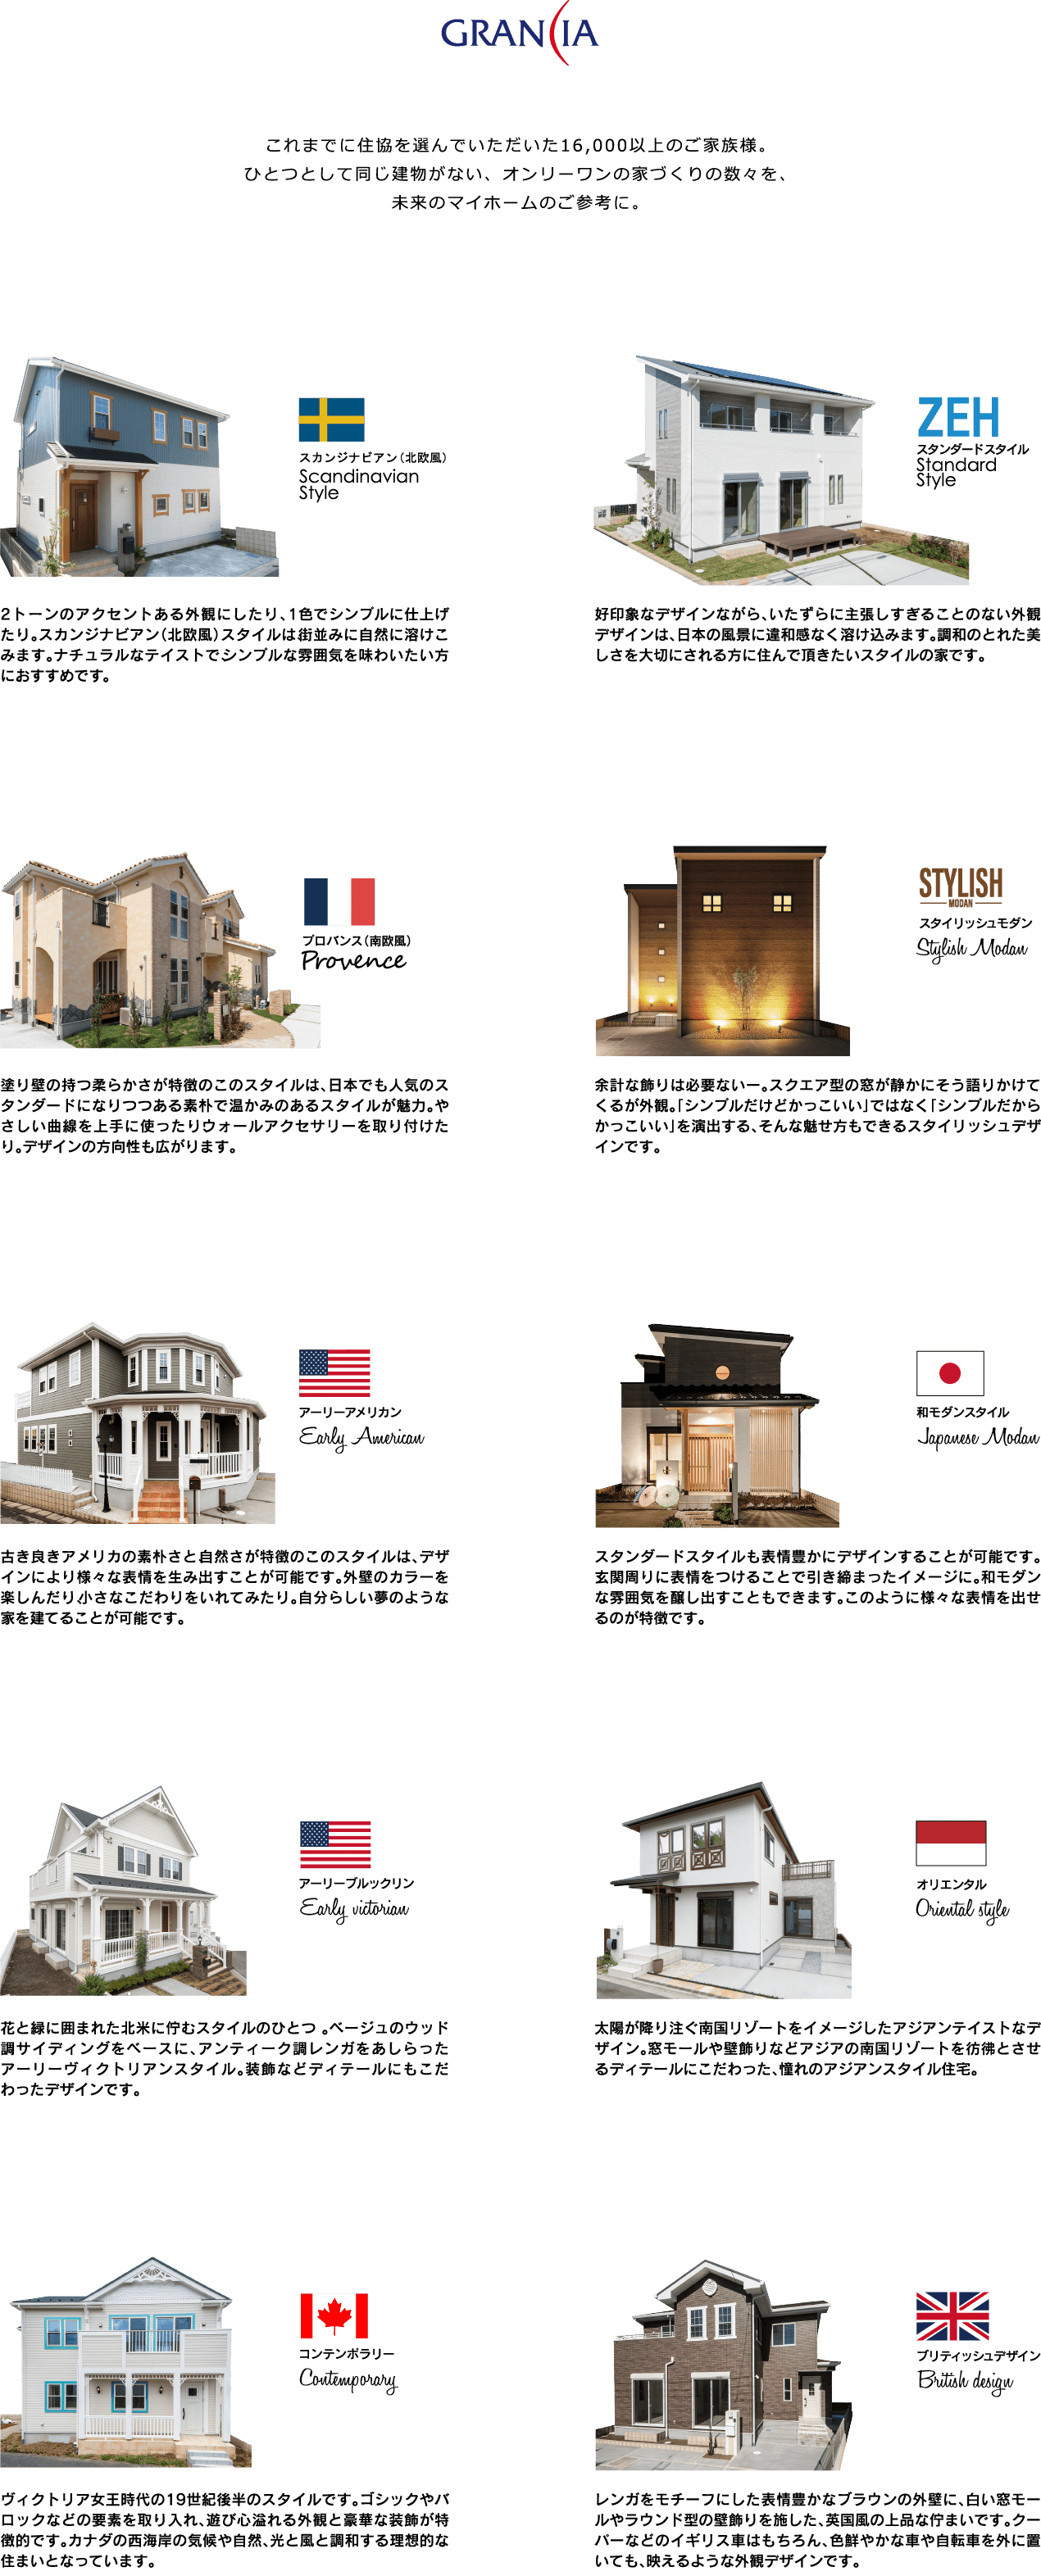 GRANCIA
これまでに住協を選んでいただいた16,000以上のご家族様。
ひとつとして同じ建物がない、オンリーワンの家づくりの数々を、
未来のマイホームのご参考に。
スカンジナビアン（北欧風）
Scandinavian
Style
2トーンのアクセントある外観にしたり、1色でシンプルに仕上げ
たり。スカンジナビアン（北欧風）スタイルは街並みに自然に溶けこ
みます。ナチュラルなテイストでシンプルな雰囲気を味わいたい方
におすすめです。
ZEH
スタンダードスタイル
Standard
Style
好印象なデザインながら、いたずらに主張しすぎることのない外観
デザインは、日本の風景に違和感なく溶け込みます。調和のとれた美
しさを大切にされる方に住んで頂きたいスタイルの家です。
プロバンス（南欧風）
Provence
塗り壁の持つ柔らかさが特徴のこのスタイルは、日本でも人気のス
タンダードになりつつある素朴で温かみのあるスタイルが魅力。や
さしい曲線を上手に使ったりウォールアクセサリーを取り付けた
り。デザインの方向性も広がります。
STYLISH
MODAN
スタイリッシュモダン
Stylish Modan
余計な飾りは必要ないー。スクエア型の窓が静かにそう語りかけて
くるが外観。「シンプルだけどかっこいい」ではなく「シンプルだから
かっこいい」を演出する、そんな魅せ方もできるスタイリッシュデザ
インです。
アーリーアメリカン
Early American
古き良きアメリカの素朴さと自然さが特徴のこのスタイルは、デザ
インにより様々な表情を生み出すことが可能です。外壁のカラーを
楽しんだり、小さなこだわりをいれてみたり。自分らしい夢のような
家を建てることが可能です。
和モダンスタイル
Japanese Modan
スタンダードスタイルも表情豊かにデザインすることが可能です。
玄関周りに表情をつけることで引き締まったイメージに。和モダン
な雰囲気を醸し出すこともできます。このように様々な表情を出せ
るのが特徴です。
アーリーブルックリン
Early victorian
花と緑に囲まれた北米に佇むスタイルのひとつ 。ベージュのウッド
調サイディングをベースに、アンティーク調レンガをあしらった
アーリーヴィクトリアンスタイル。装飾などディテールにもこだ
わったデザインです。
オリエンタル
Oriental style
太陽が降り注ぐ南国リゾートをイメージしたアジアンテイストなデ
ザイン。窓モールや壁飾りなどアジアの南国リゾートを彷彿とさせ
るディテールにこだわった、憧れのアジアンスタイル住宅。
コンテンポラリー
Contemporary
ヴィクトリア女王時代の19世紀後半のスタイルです。ゴシックやバ
ロックなどの要素を取り入れ、遊び心溢れる外観と豪華な装飾が特
徴的です。カナダの西海岸の気候や自然、光と風と調和する理想的な
住まいとなっています。
ブリティッシュデザイン
British design
レンガをモチーフにした表情豊かなブラウンの外壁に、白い窓モー
ルやラウンド型の壁飾りを施した、英国風の上品な佇まいです。クー
パーなどのイギリス車はもちろん、色鮮やかな車や自転車を外に置
いても、映えるような外観デザインです。